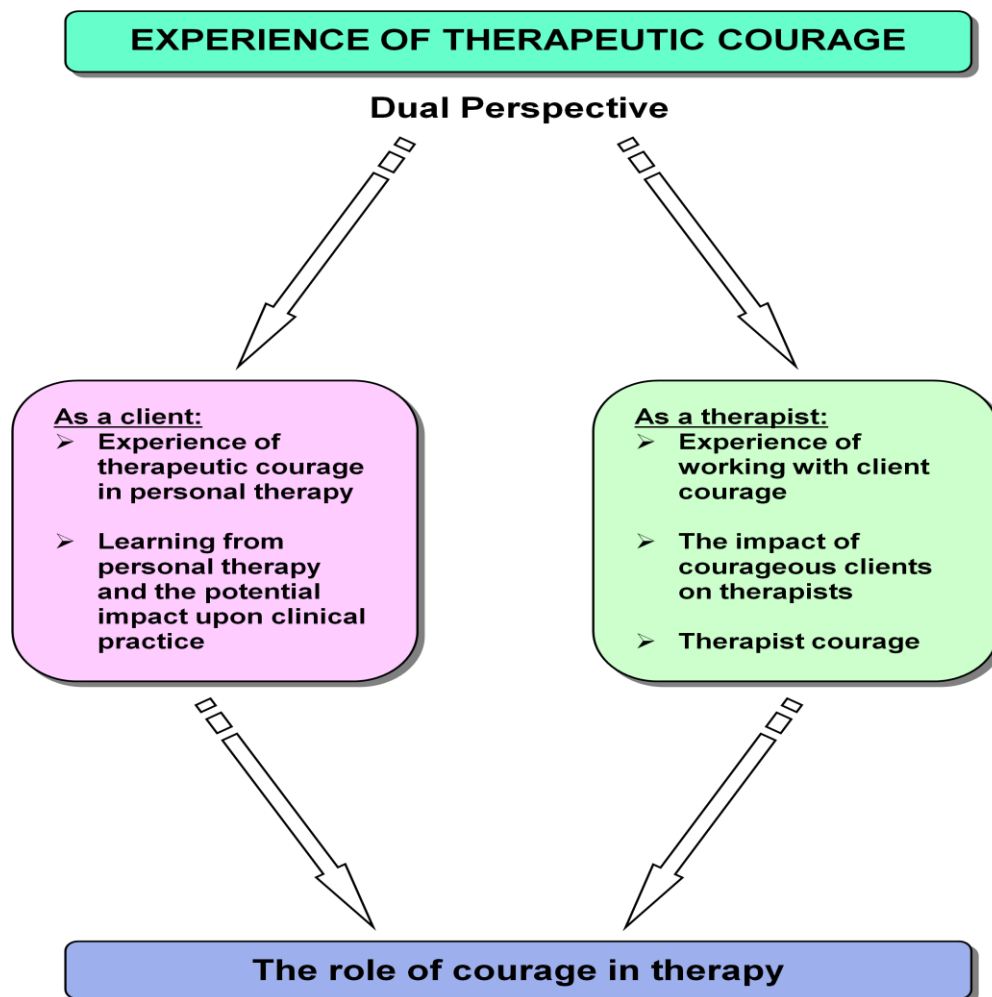 EXPERIENCE OF THERAPEUTIC COURAGE
Dual Perspective
As a client:
➢ Experience of
therapeutic courage
in personal therapy
➢ Learning from
personal therapy
and the potential
impact upon clinical
practice
As a therapist:
➢ Experience of
working with client
courage
➢ The impact of
courageous clients
on therapists
➢ Therapist courage
The role of courage in therapy